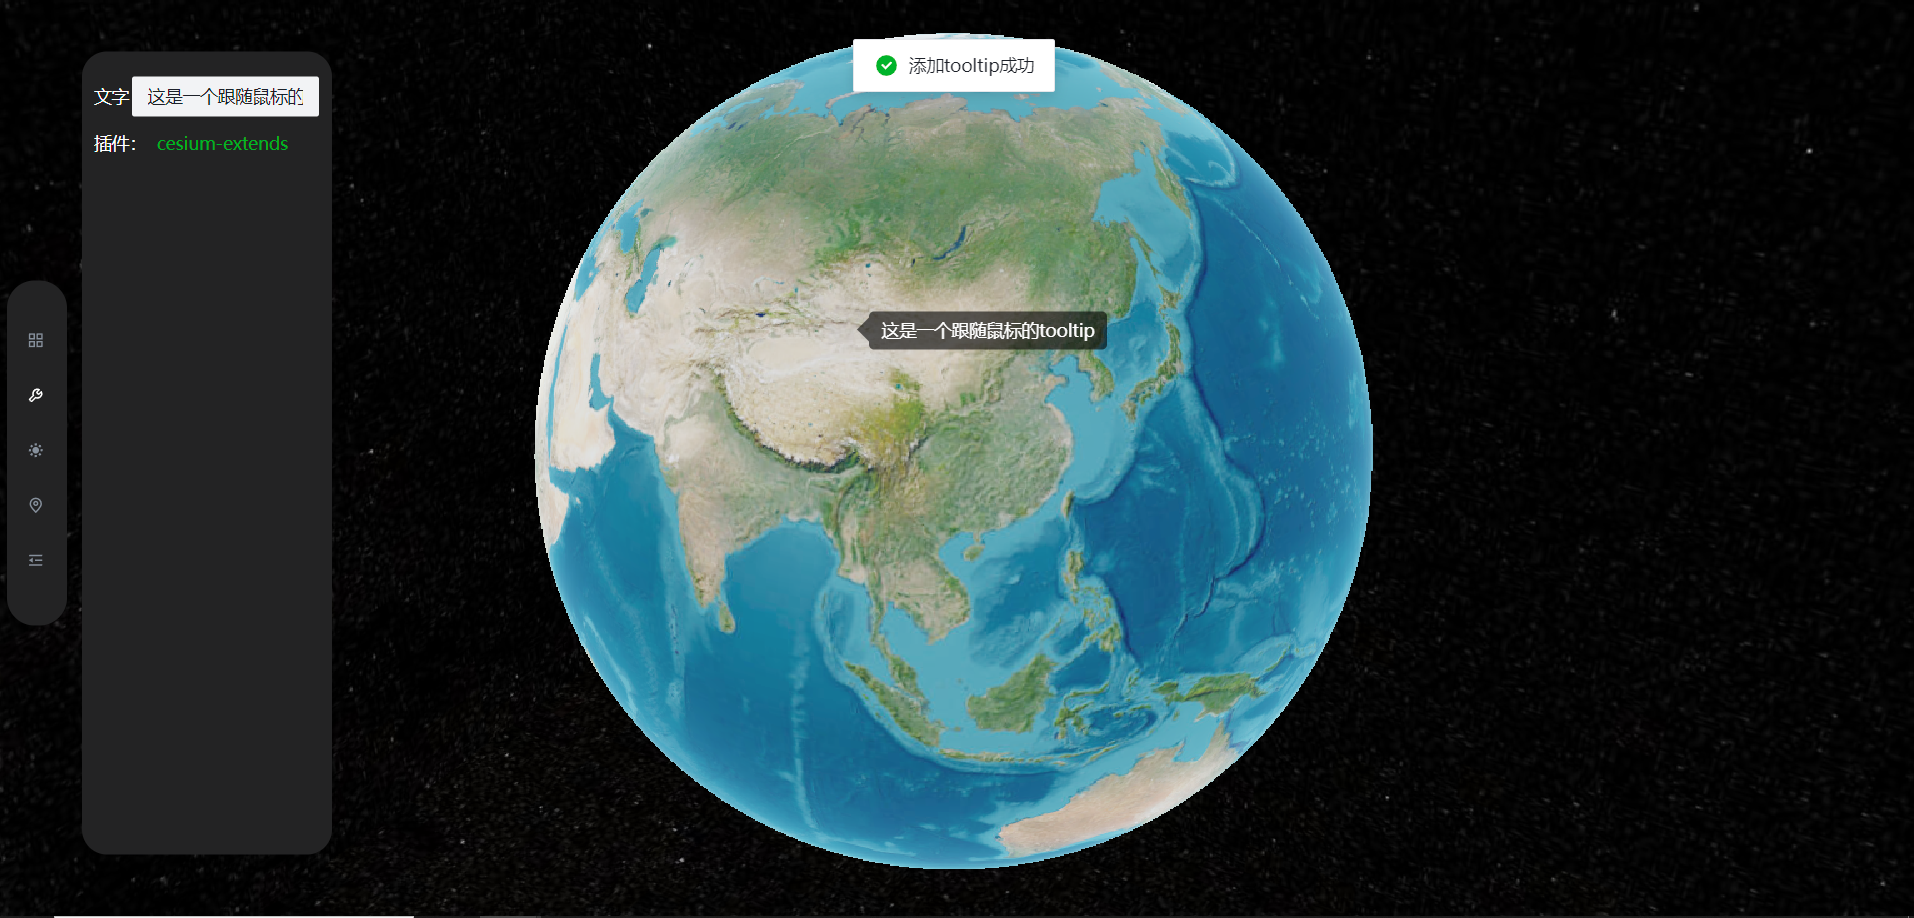 添加tooltip成功
文字 这是一个跟随鼠标的
插件： cesium-extends
这是一个跟随鼠标的tooltip